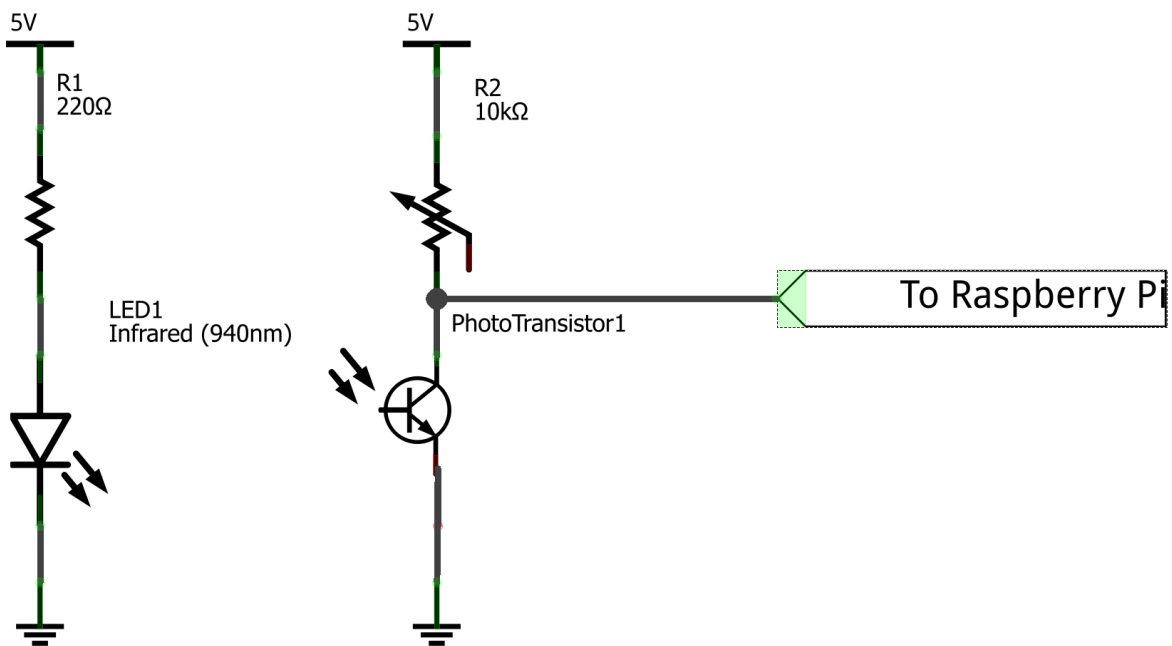 5V
R1
220Ω
LED1
Infrared (940nm)
5V
R2
10kΩ
PhotoTransistor1
To Raspberry Pi